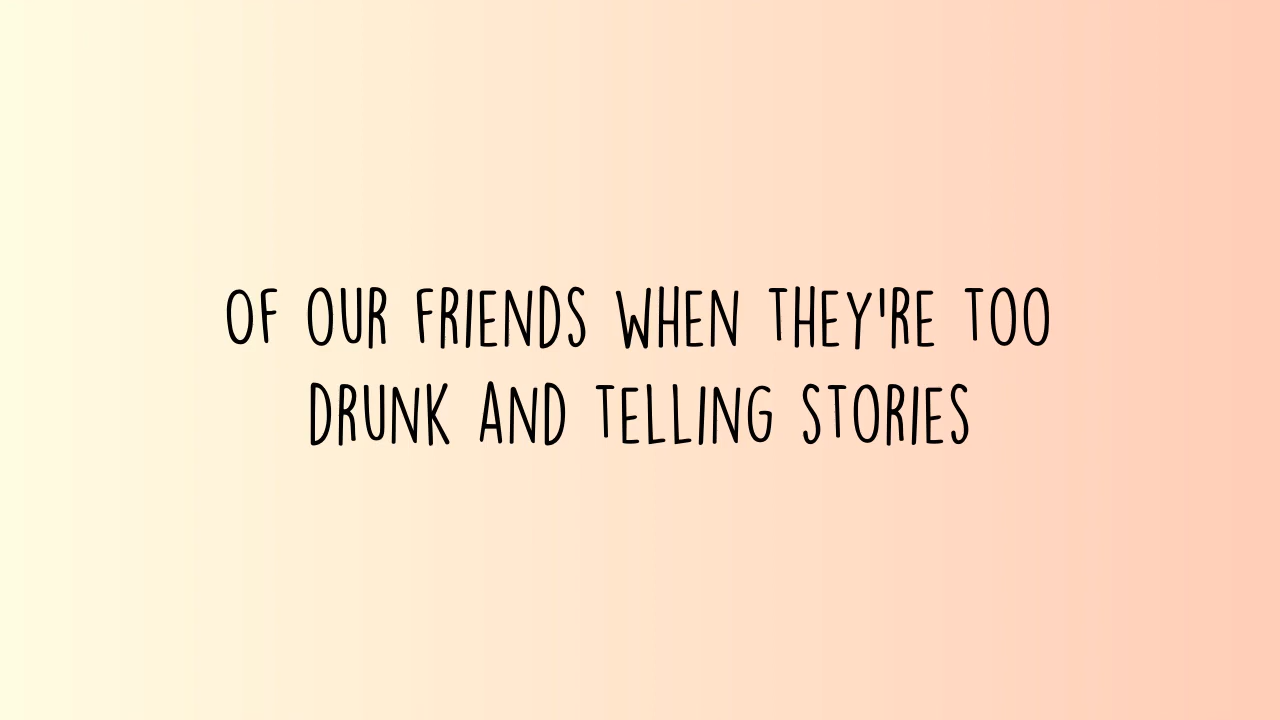 OF OUR FRIENDS WHEN THEY'RE TOO
DRUNK AND TELLING STORIES